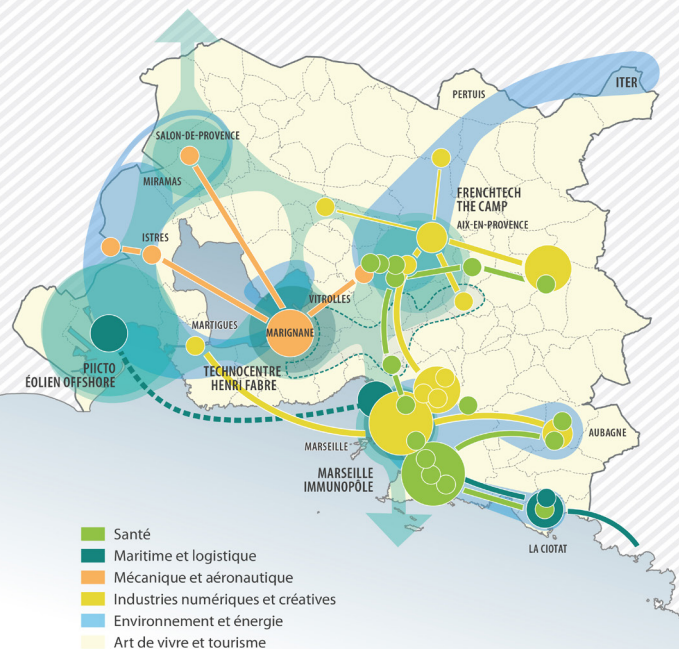 ITER
PERTUIS
SALON-DE-PROVENCE
MIRAMAS
FRENCHTECH
THE CAMP
AIX-EN-PROVENCE
ISTRES
VITROLLES
MARTIGUES
MARIGNANE
PIICTO
ÉOLIEN OFFSHORE
TECHNOCENTRE
HENRI FABRE
AUBAGNE
MARSEILLE
MARSEILLE
IMMUNOPÔLE
LA CIOTAT
Santé
Maritime et logistique
Mécanique et aéronautique
Industries numériques et créatives
Environnement et énergie
Art de vivre et tourisme